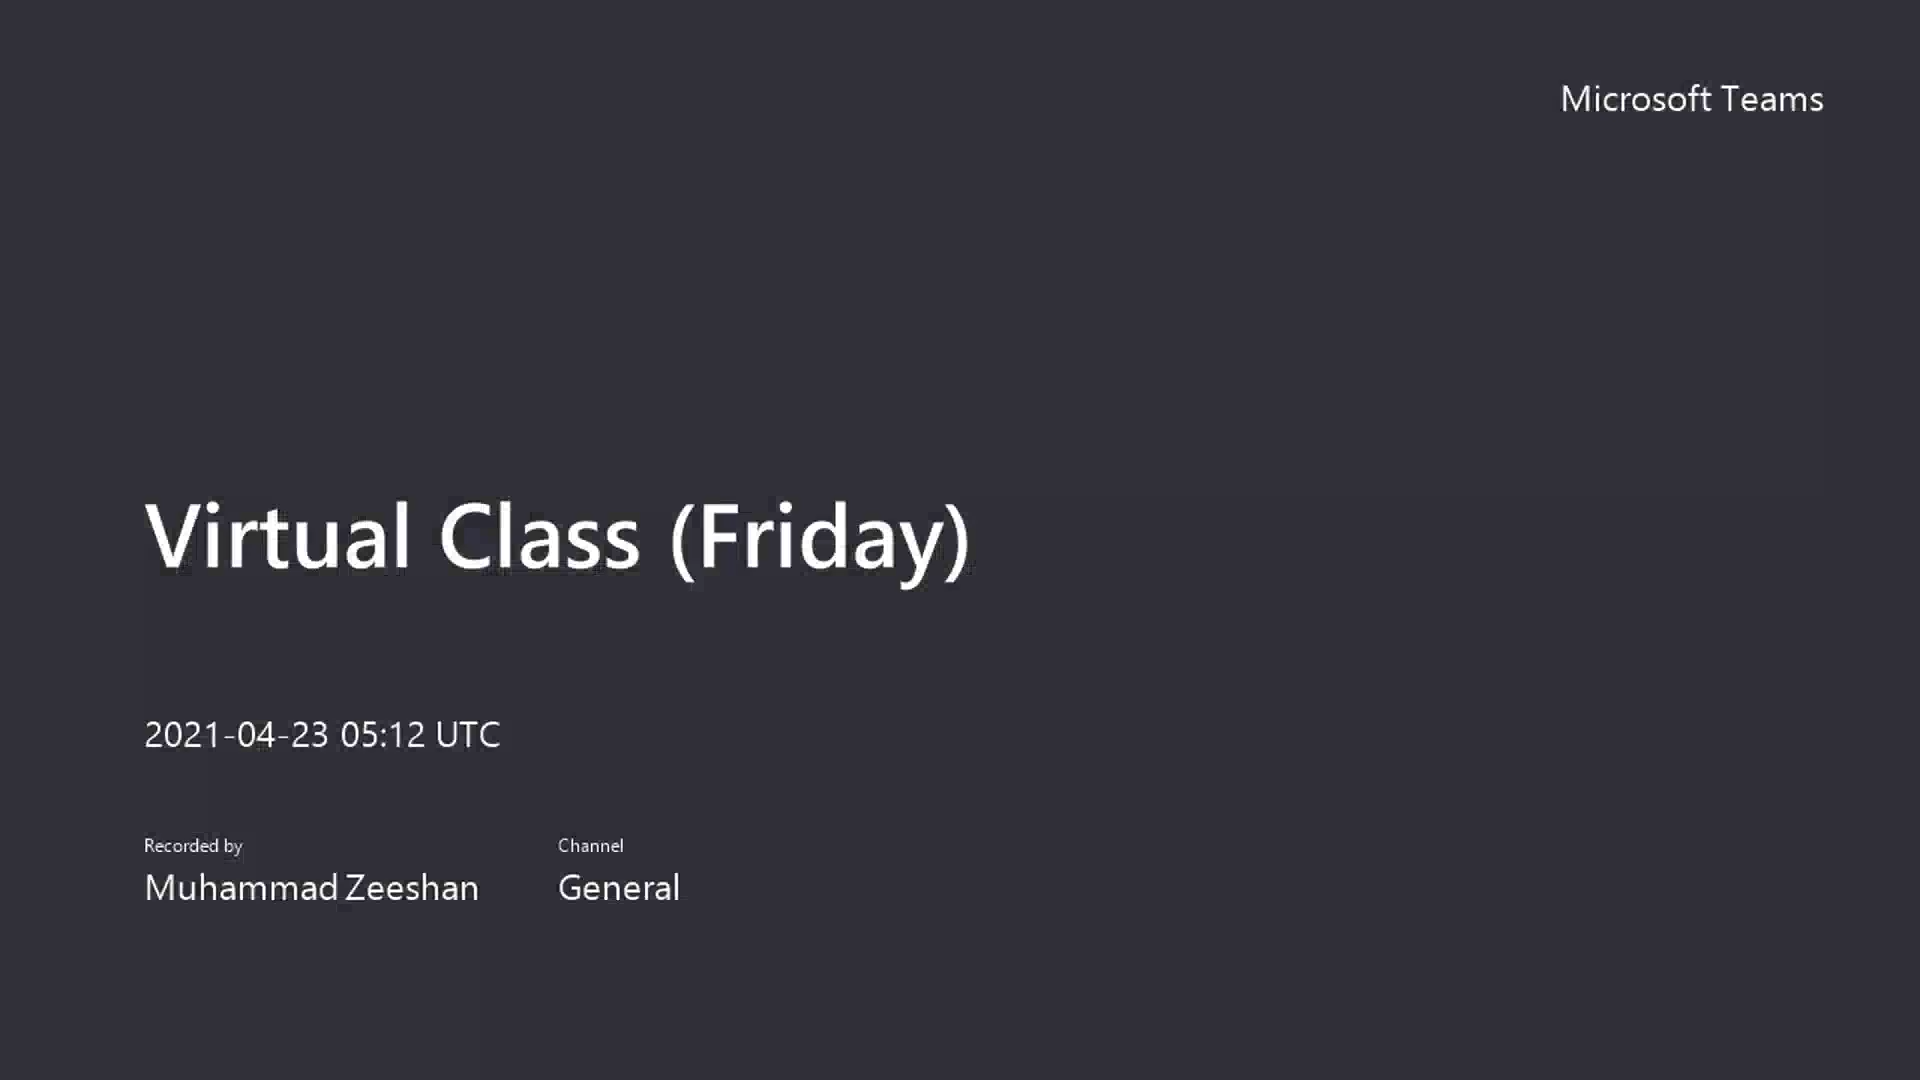 Microsoft Teams
Virtual Class (Friday)
2021-04-23 05:12 UTC
Recorded by
Muhammad Zeeshan
Channel
General